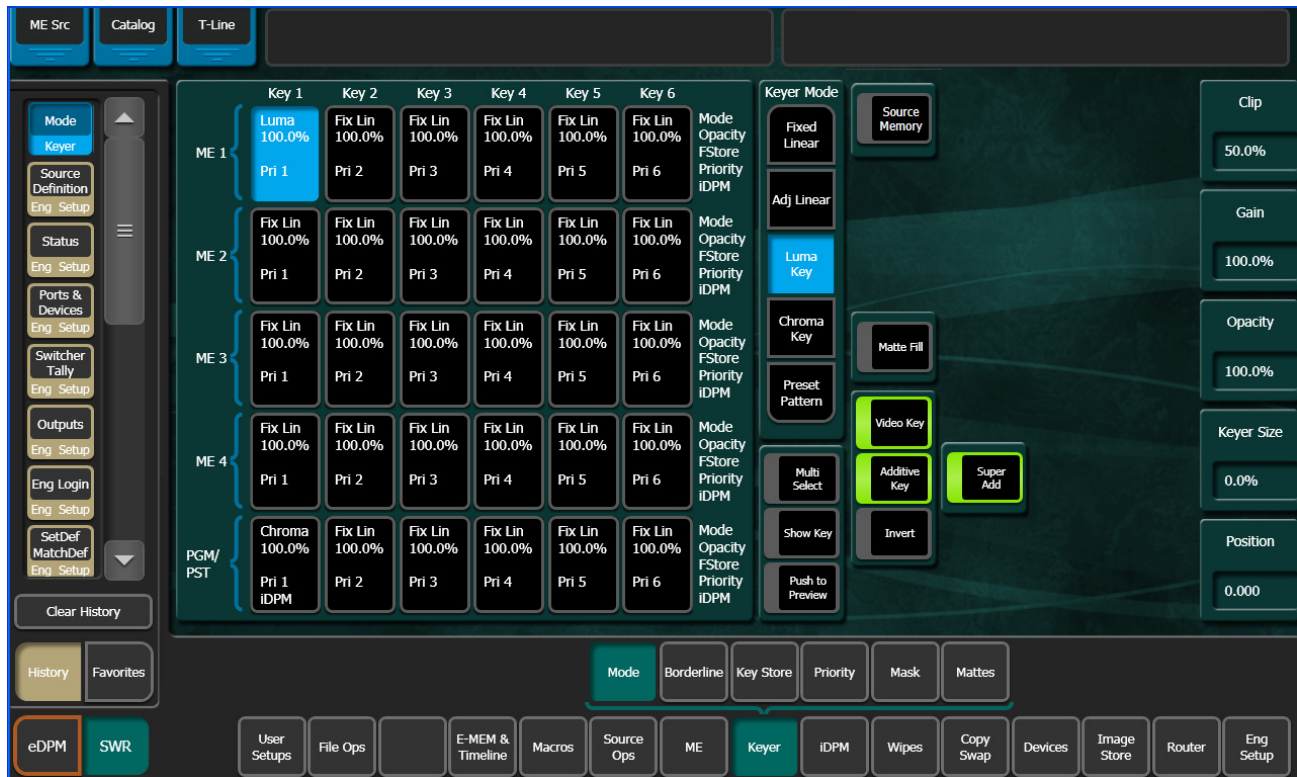 ME Src
Catalog
T-Line
Mode
Keyer
Source
Definition
Eng Setup
Status
Eng Setup
Ports &
Devices
Eng Setup
Switcher
Tally
Eng Setup
Outputs
Eng Setup
Eng Login
Eng Setup
SetDef
MatchDef
Eng Setup
Clear History
History
Favorites
eDPM
SWR
Key 1 Key 2 Key 3 Key 4 Key 5 Key 6
ME 1
Luma Fix Lin Fix Lin Fix Lin Fix Lin Fix Lin Mode
100.0% 100.0% 100.0% 100.0% 100.0% 100.0% Opacity
FStore
Pri 1 Pri 2 Pri 3 Pri 4 Pri 5 Pri 6 Priority
iDPM
ME 2
Fix Lin Fix Lin Fix Lin Fix Lin Fix Lin Fix Lin Mode
100.0% 100.0% 100.0% 100.0% 100.0% 100.0% Opacity
FStore
Pri 1 Pri 2 Pri 3 Pri 4 Pri 5 Pri 6 Priority
iDPM
ME 3
Fix Lin Fix Lin Fix Lin Fix Lin Fix Lin Fix Lin Mode
100.0% 100.0% 100.0% 100.0% 100.0% 100.0% Opacity
FStore
Pri 1 Pri 2 Pri 3 Pri 4 Pri 5 Pri 6 Priority
iDPM
ME 4
Fix Lin Fix Lin Fix Lin Fix Lin Fix Lin Fix Lin Mode
100.0% 100.0% 100.0% 100.0% 100.0% 100.0% Opacity
FStore
Pri 1 Pri 2 Pri 3 Pri 4 Pri 5 Pri 6 Priority
iDPM
PGM/
PST
Chroma Fix Lin Fix Lin Fix Lin Fix Lin Fix Lin Mode
100.0% 100.0% 100.0% 100.0% 100.0% 100.0% Opacity
FStore
Pri 1 Pri 2 Pri 3 Pri 4 Pri 5 Pri 6 Priority
iDPM iDPM
Keyer Mode
Fixed
Linear
Adj Linear
Luma
Key
Chroma
Key
Preset
Pattern
Multi
Select
Show Key
Push to
Preview
Source
Memory
Matte Fill
Video Key
Additive
Key
Invert
Super
Add
Clip
50.0%
Gain
100.0%
Opacity
100.0%
Keyer Size
0.0%
Position
0.000
Mode
Borderline
Key Store
Priority
Mask
Mattes
User
Setups
File Ops
E-MEM &
Timeline
Macros
Source
Ops
ME
Keyer
iDPM
Wipes
Copy
Swap
Devices
Image
Store
Router
Eng
Setup